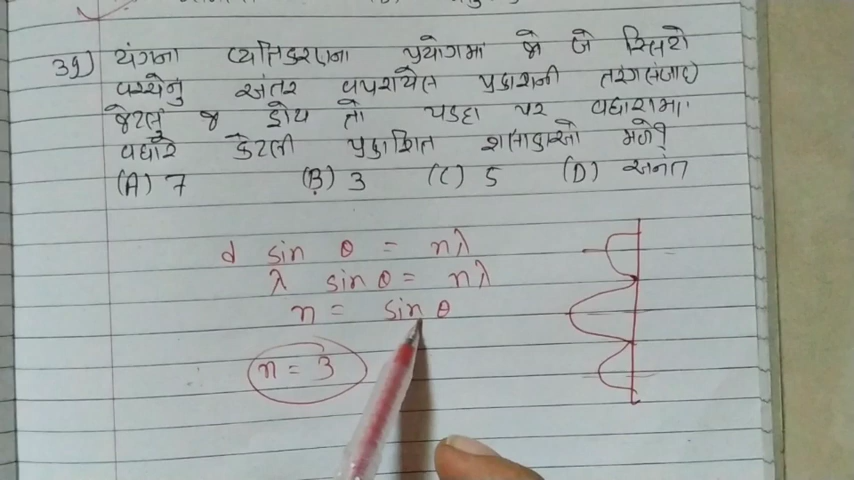 39) યંગના વ્યતિકરણના પ્રયોગમાં જો બે સ્લિટો
વચ્ચેનું અંતર વપરાયેલ પ્રકાશની તરંગલંબાઇ
જેટલું જ હોય તો પડદા પર વધારેમાં
વધારે કેટલી પ્રકાશિત શલાકાઓ મળે?
(A) 7 (B) 3 (C) 5 (D) અનંત
d sin θ = nλ
λ sin θ = nλ
n = sin θ
n = 3